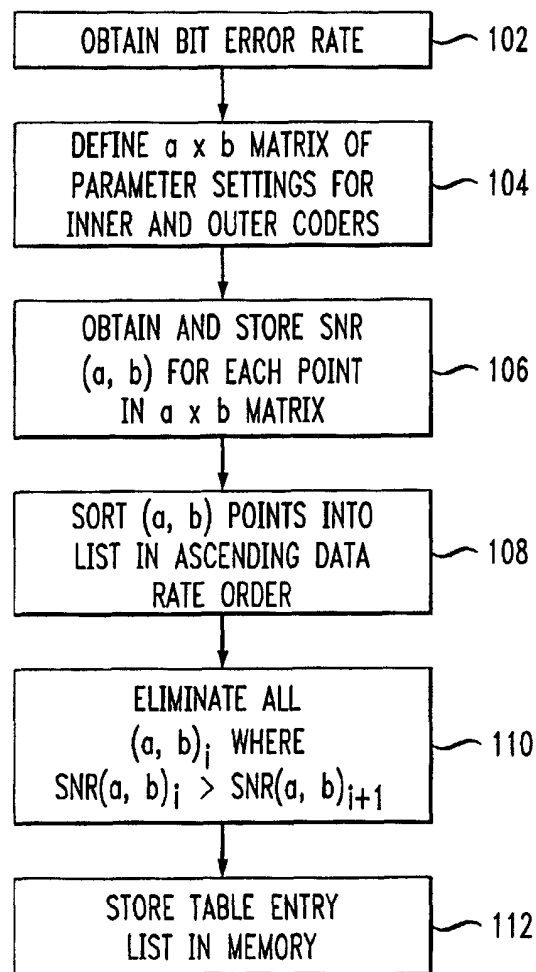 OBTAIN BIT ERROR RATE
102
DEFINE a x b MATRIX OF
PARAMETER SETTINGS FOR
INNER AND OUTER CODERS
104
OBTAIN AND STORE SNR
(a, b) FOR EACH POINT
IN a x b MATRIX
106
SORT (a, b) POINTS INTO
LIST IN ASCENDING DATA
RATE ORDER
108
ELIMINATE ALL
(a, b)i WHERE
SNR(a, b)i > SNR(a, b)i+1
110
STORE TABLE ENTRY
LIST IN MEMORY
112